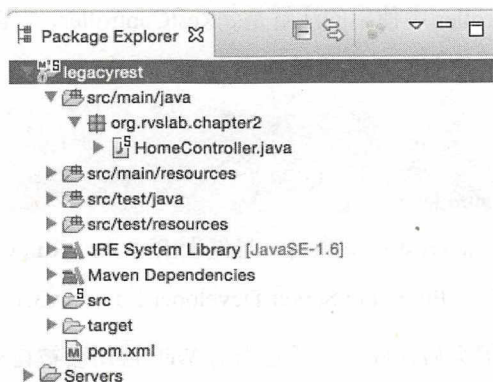 Package Explorer
legacyrest
src/main/java
org.rvslab.chapter2
HomeController.java
src/main/resources
src/test/java
src/test/resources
JRE System Library [JavaSE-1.6]
Maven Dependencies
src
target
pom.xml
Servers